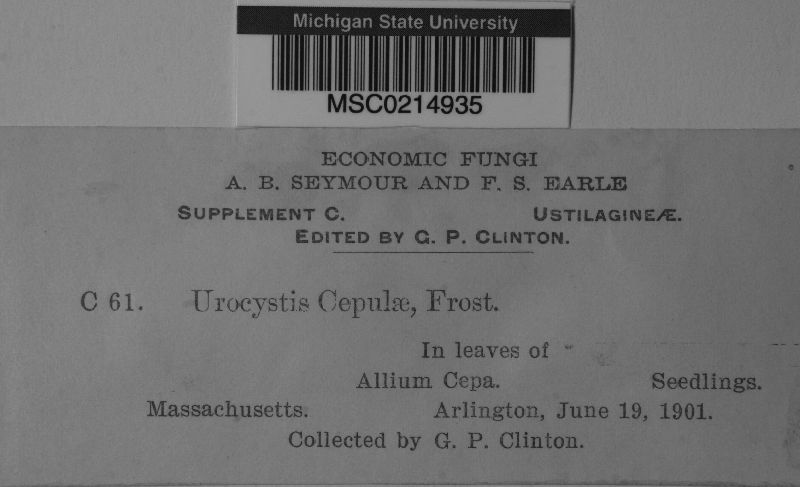 Michigan State University
MSC0214935
ECONOMIC FUNGI
A. B. SEYMOUR AND F. S. EARLE
SUPPLEMENT C. USTILAGINEÆ.
EDITED BY G. P. CLINTON.
C 61. Urocystis Cepulæ, Frost.
In leaves of
Allium Cepa. Seedlings.
Massachusetts. Arlington, June 19, 1901.
Collected by G. P. Clinton.